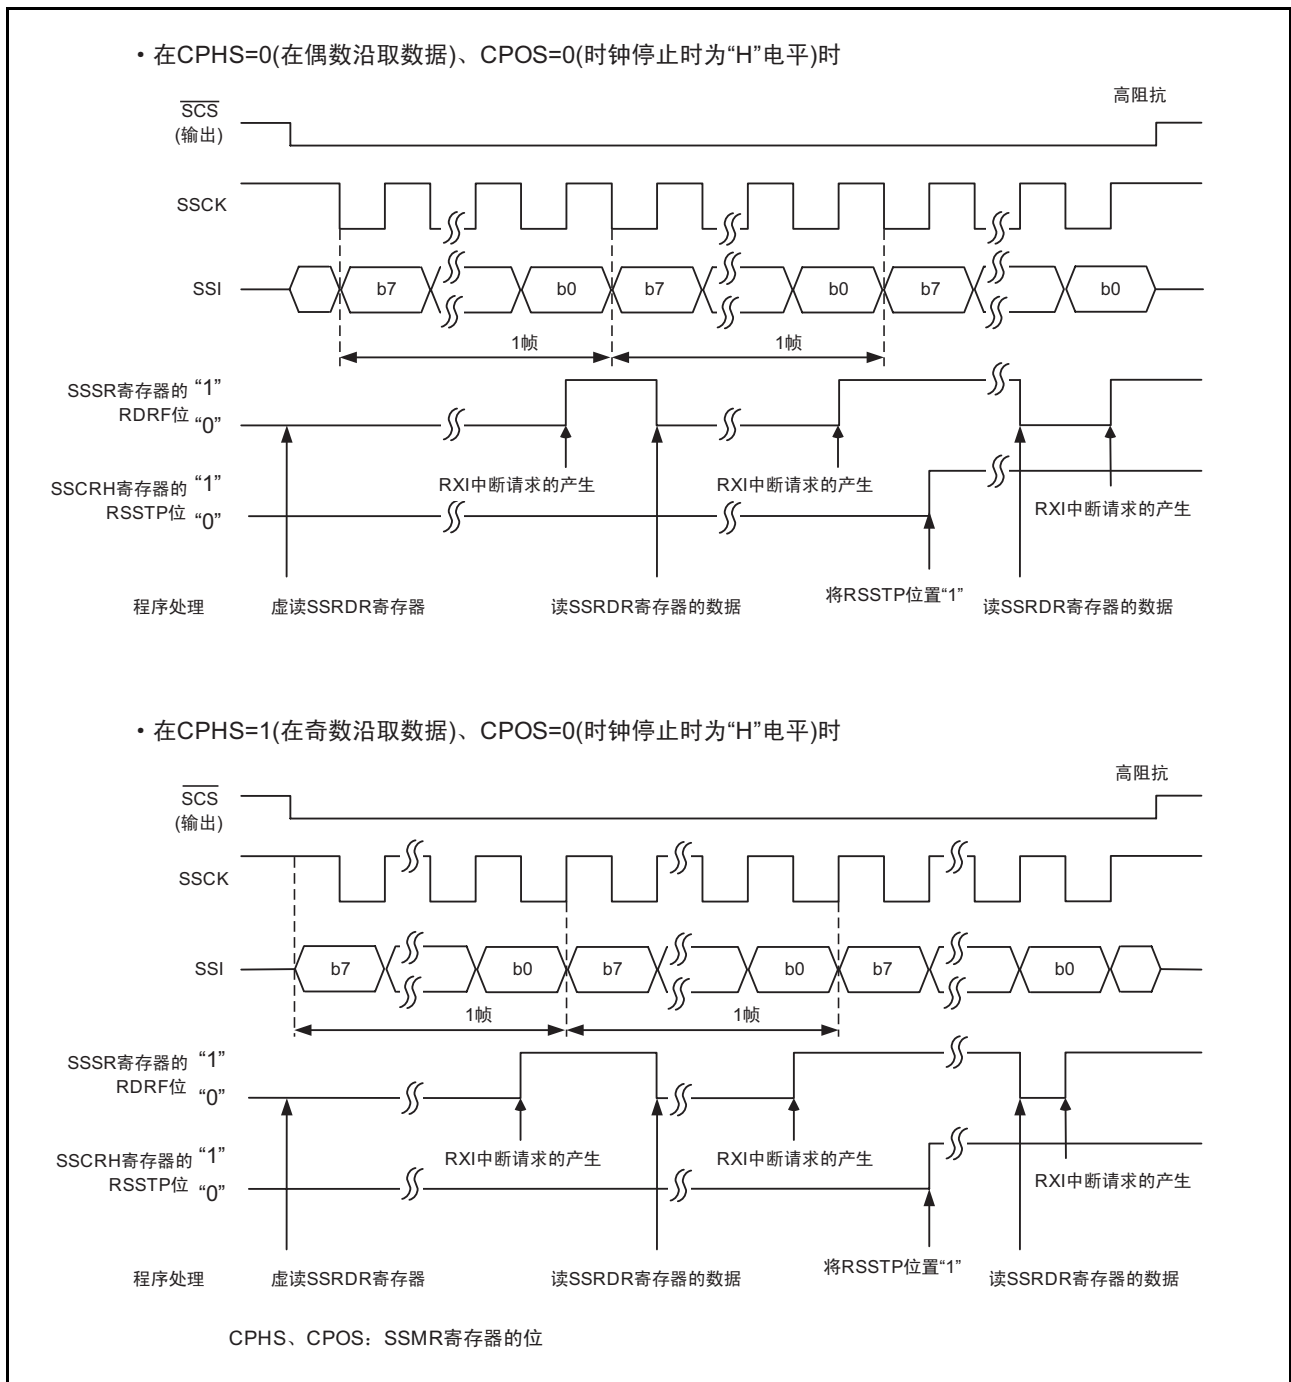 • 在CPHS=0(在偶数沿取数据)、CPOS=0(时钟停止时为“H”电平)时
高阻抗
SCS
(输出)
SSCK
SSI
b7
b0
b7
b0
b7
b0
1帧
1帧
SSSR寄存器的 “1”
RDRF位 “0”
RXI中断请求的产生
RXI中断请求的产生
RXI中断请求的产生
SSCRH寄存器的 “1”
RSSTP位 “0”
程序处理
虚读SSRDR寄存器
读SSRDR寄存器的数据
将RSSTP位置“1”
读SSRDR寄存器的数据
• 在CPHS=1(在奇数沿取数据)、CPOS=0(时钟停止时为“H”电平)时
高阻抗
SCS
(输出)
SSCK
SSI
b7
b0
b7
b0
b7
b0
1帧
1帧
SSSR寄存器的 “1”
RDRF位 “0”
RXI中断请求的产生
RXI中断请求的产生
RXI中断请求的产生
SSCRH寄存器的 “1”
RSSTP位 “0”
程序处理
虚读SSRDR寄存器
读SSRDR寄存器的数据
将RSSTP位置“1”
读SSRDR寄存器的数据
CPHS、CPOS：SSMR寄存器的位